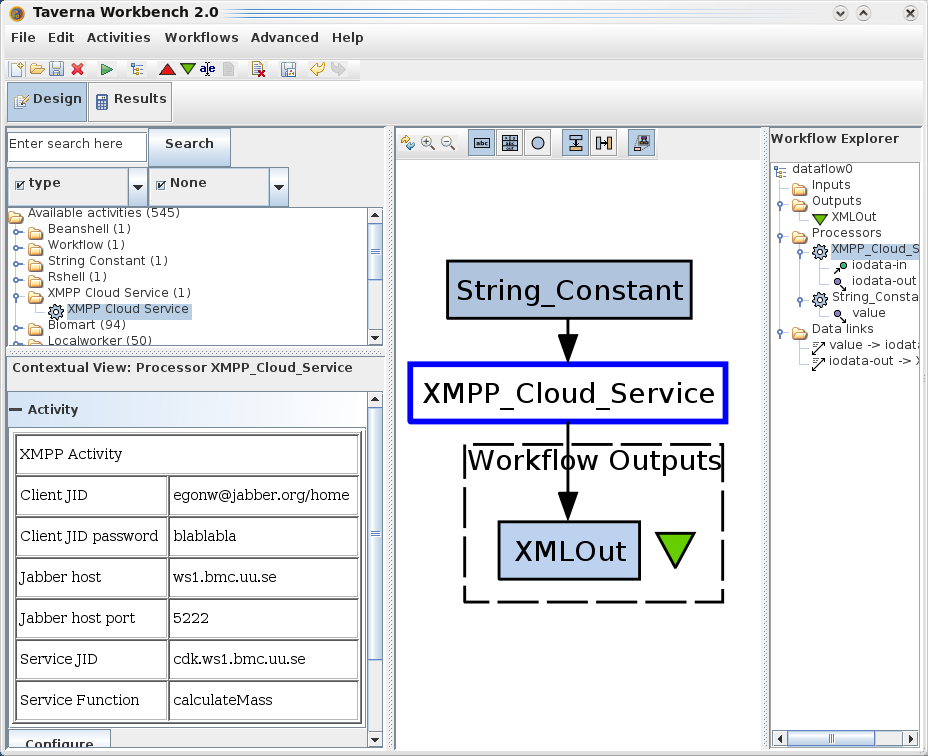 Taverna Workbench 2.0
File Edit Activities Workflows Advanced Help
Design Results
Enter search here Search
type None
Available activities (545)
Beanshell (1)
Workflow (1)
String Constant (1)
Rshell (1)
XMPP Cloud Service (1)
XMPP Cloud Service
Biomart (94)
Localworker (50)
Contextual View: Processor XMPP_Cloud_Service
Activity
XMPP Activity
Client JID egonw@jabber.org/home
Client JID password blablabla
Jabber host ws1.bmc.uu.se
Jabber host port 5222
Service JID cdk.ws1.bmc.uu.se
Service Function calculateMass
Configure
String_Constant
XMPP_Cloud_Service
Workflow Outputs
XMLOut
Workflow Explorer
dataflow0
Inputs
Outputs
XMLOut
Processors
XMPP_Cloud_S
iodata-in
iodata-out
String_Consta
value
Data links
value -> iodata
iodata-out -> X